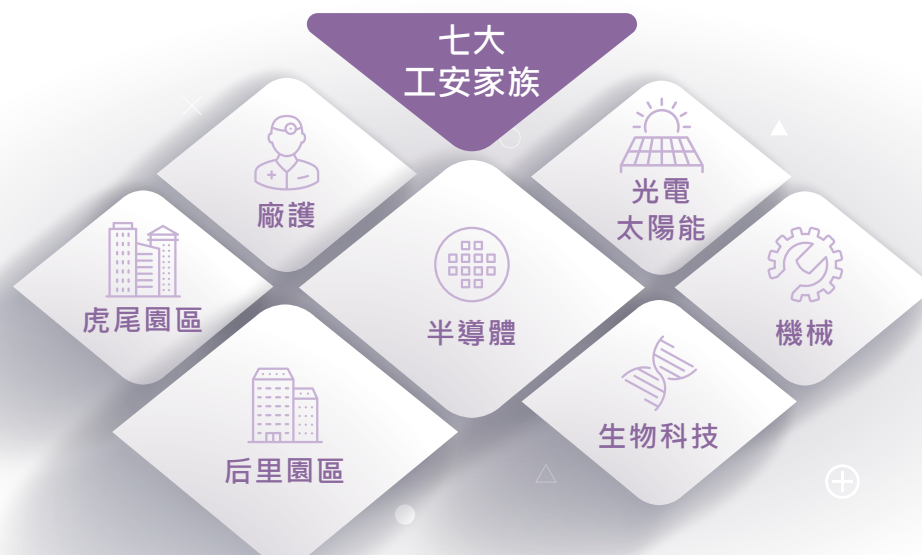 七大
工安家族
廠護
光電
太陽能
虎尾園區
半導體
機械
后里園區
生物科技